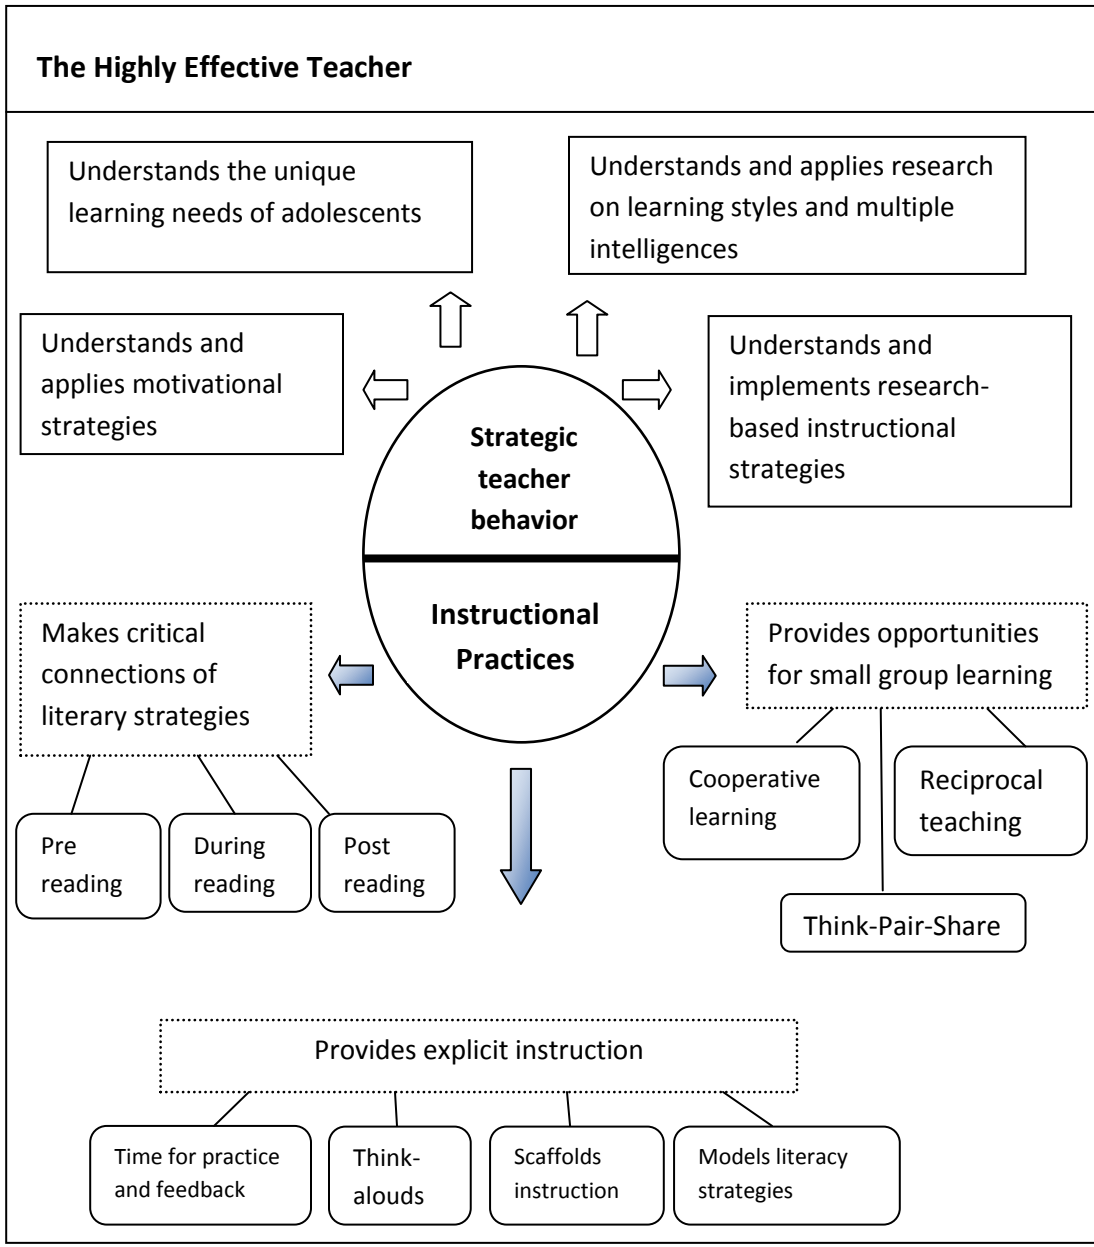 The Highly Effective Teacher
Understands the unique
learning needs of adolescents
Understands and applies research
on learning styles and multiple
intelligences
Understands and
applies motivational
strategies
Understands and
implements research-
based instructional
strategies
Strategic
teacher
behavior
Instructional
Practices
Makes critical
connections of
literary strategies
Provides opportunities
for small group learning
Pre
reading
During
reading
Post
reading
Cooperative
learning
Reciprocal
teaching
Think-Pair-Share
Provides explicit instruction
Time for practice
and feedback
Think-
alouds
Scaffolds
instruction
Models literacy
strategies